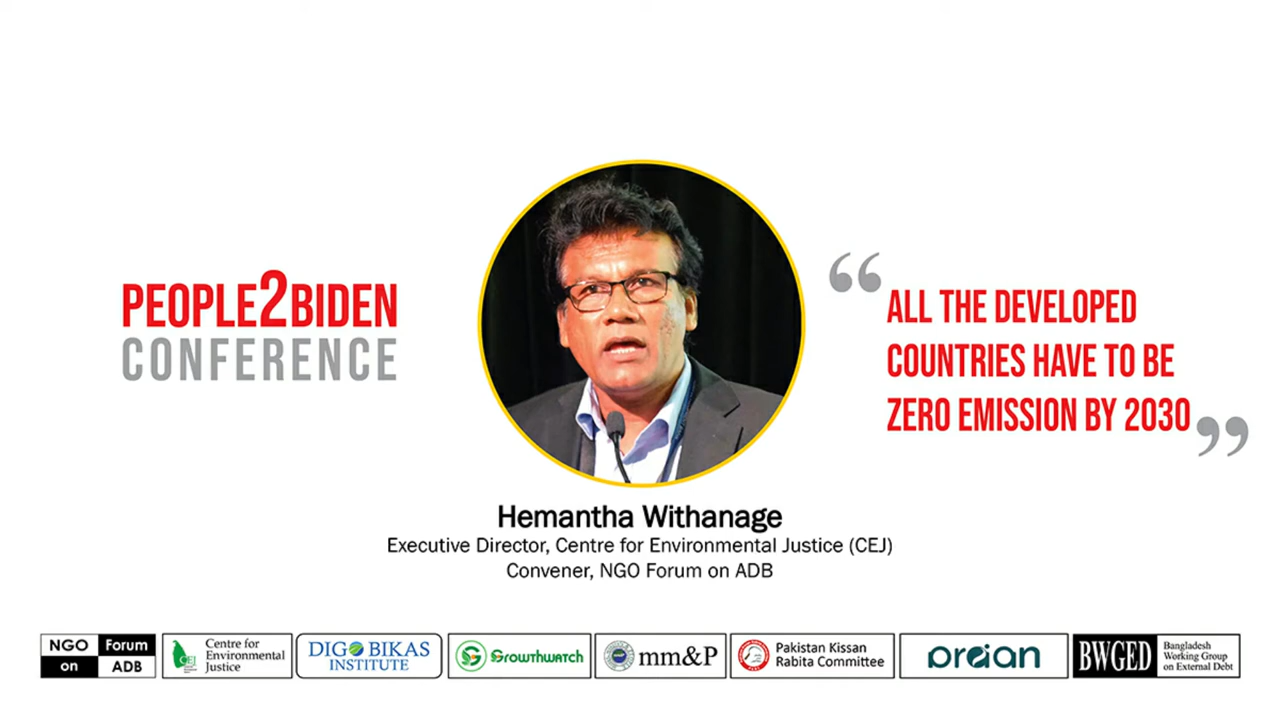 PEOPLE2BIDEN
CONFERENCE
“ALL THE DEVELOPED
COUNTRIES HAVE TO BE
ZERO EMISSION BY 2030”
Hemantha Withanage
Executive Director, Centre for Environmental Justice (CEJ)
Convener, NGO Forum on ADB
NGO Forum
on ADB
CEJ
Centre for
Environmental
Justice
DIGO BIKAS
INSTITUTE
Growthwatch
mm&P
Pakistan Kissan
Rabita Committee
preian
BWGED
Bangladesh
Working Group
on External Debt